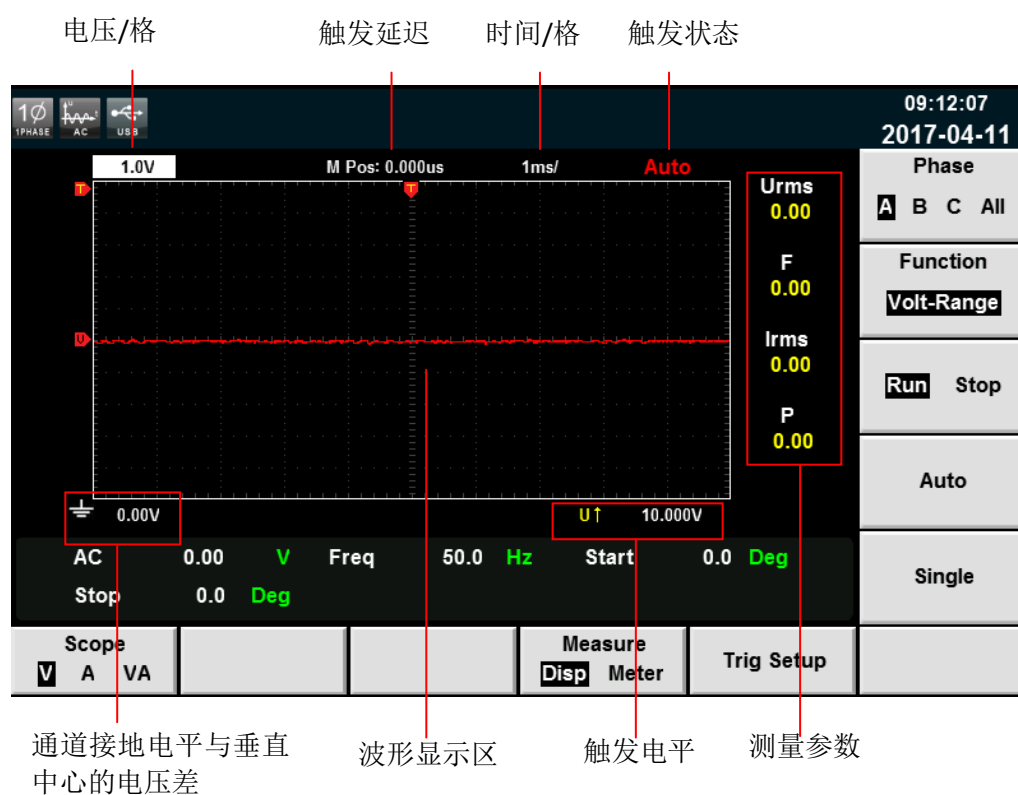 电压/格 触发延迟 时间/格 触发状态
1Ø AC USB
1PHASE
09:12:07
2017-04-11
1.0V M Pos: 0.000us 1ms/ Auto
T
T
U
Urms
0.00
F
0.00
Irms
0.00
P
0.00
0.00V U↑ 10.000V
AC 0.00 V Freq 50.0 Hz Start 0.0 Deg
Stop 0.0 Deg
Phase
A B C All
Function
Volt-Range
Run Stop
Auto
Single
Scope
V A VA
Measure
Disp Meter
Trig Setup
通道接地电平与垂直
中心的电压差
波形显示区 触发电平 测量参数